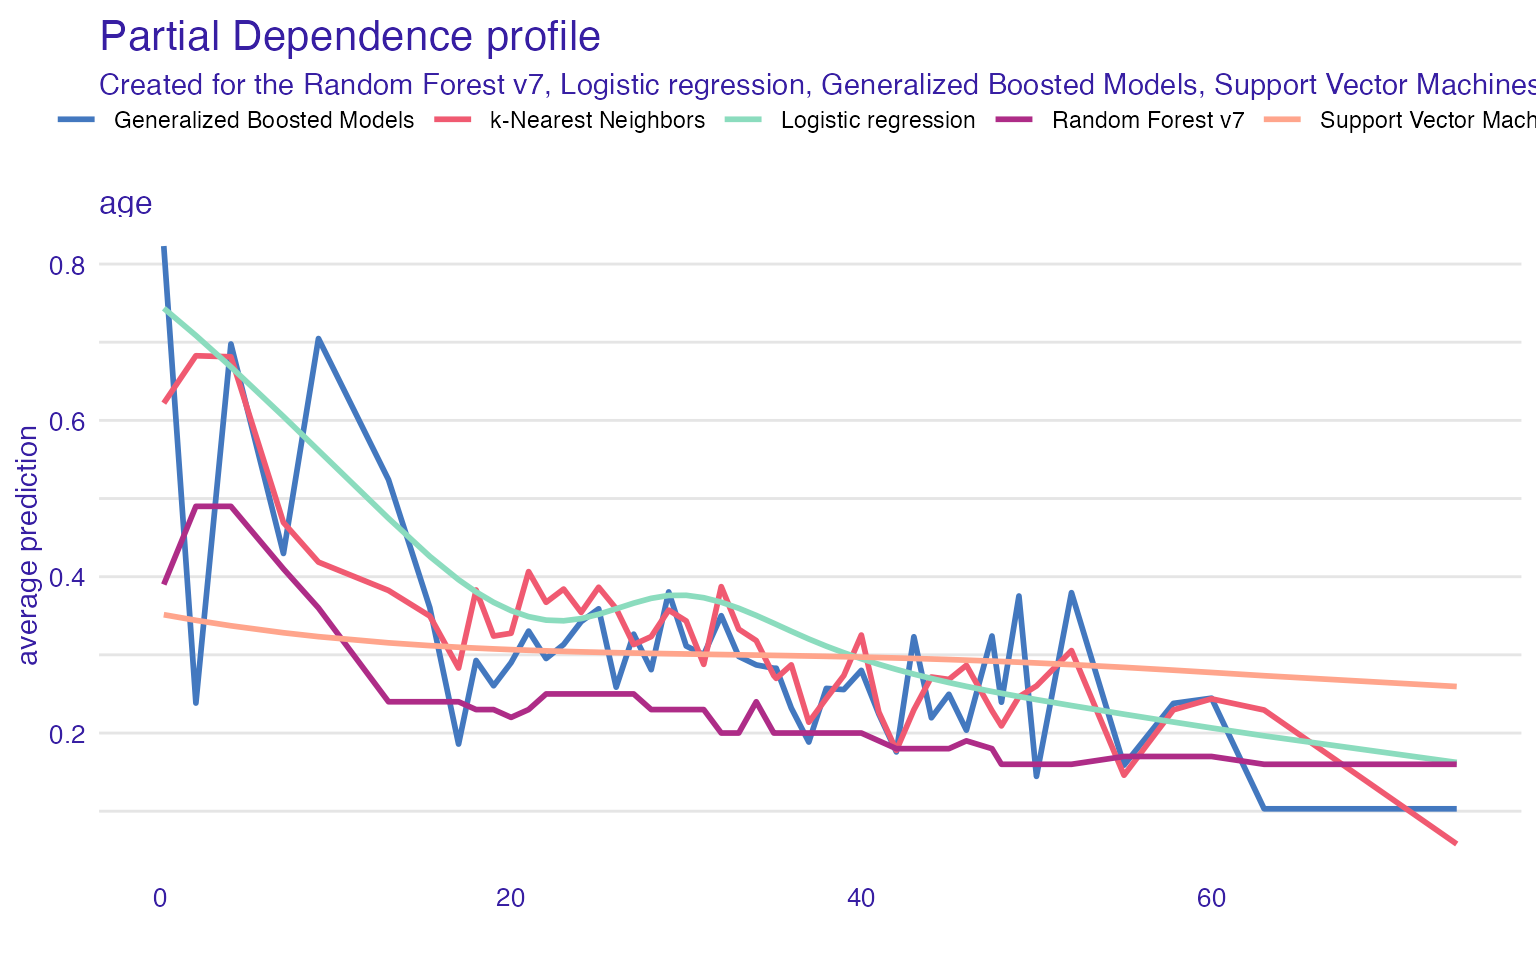 Partial Dependence profile
Created for the Random Forest v7, Logistic regression, Generalized Boosted Models, Support Vector Machines
Generalized Boosted Models k-Nearest Neighbors Logistic regression Random Forest v7 Support Vector Mach
age
0.8
0.6
0.4
0.2
average prediction
0 20 40 60